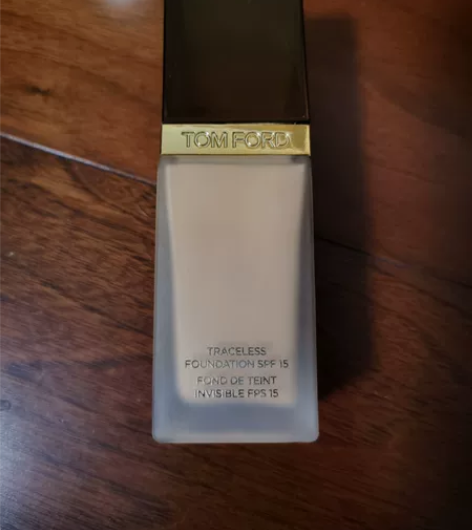 TOM FORD
TRACELESS
FOUNDATION SPF 15
FOND DE TEINT
INVISIBLE FPS 15